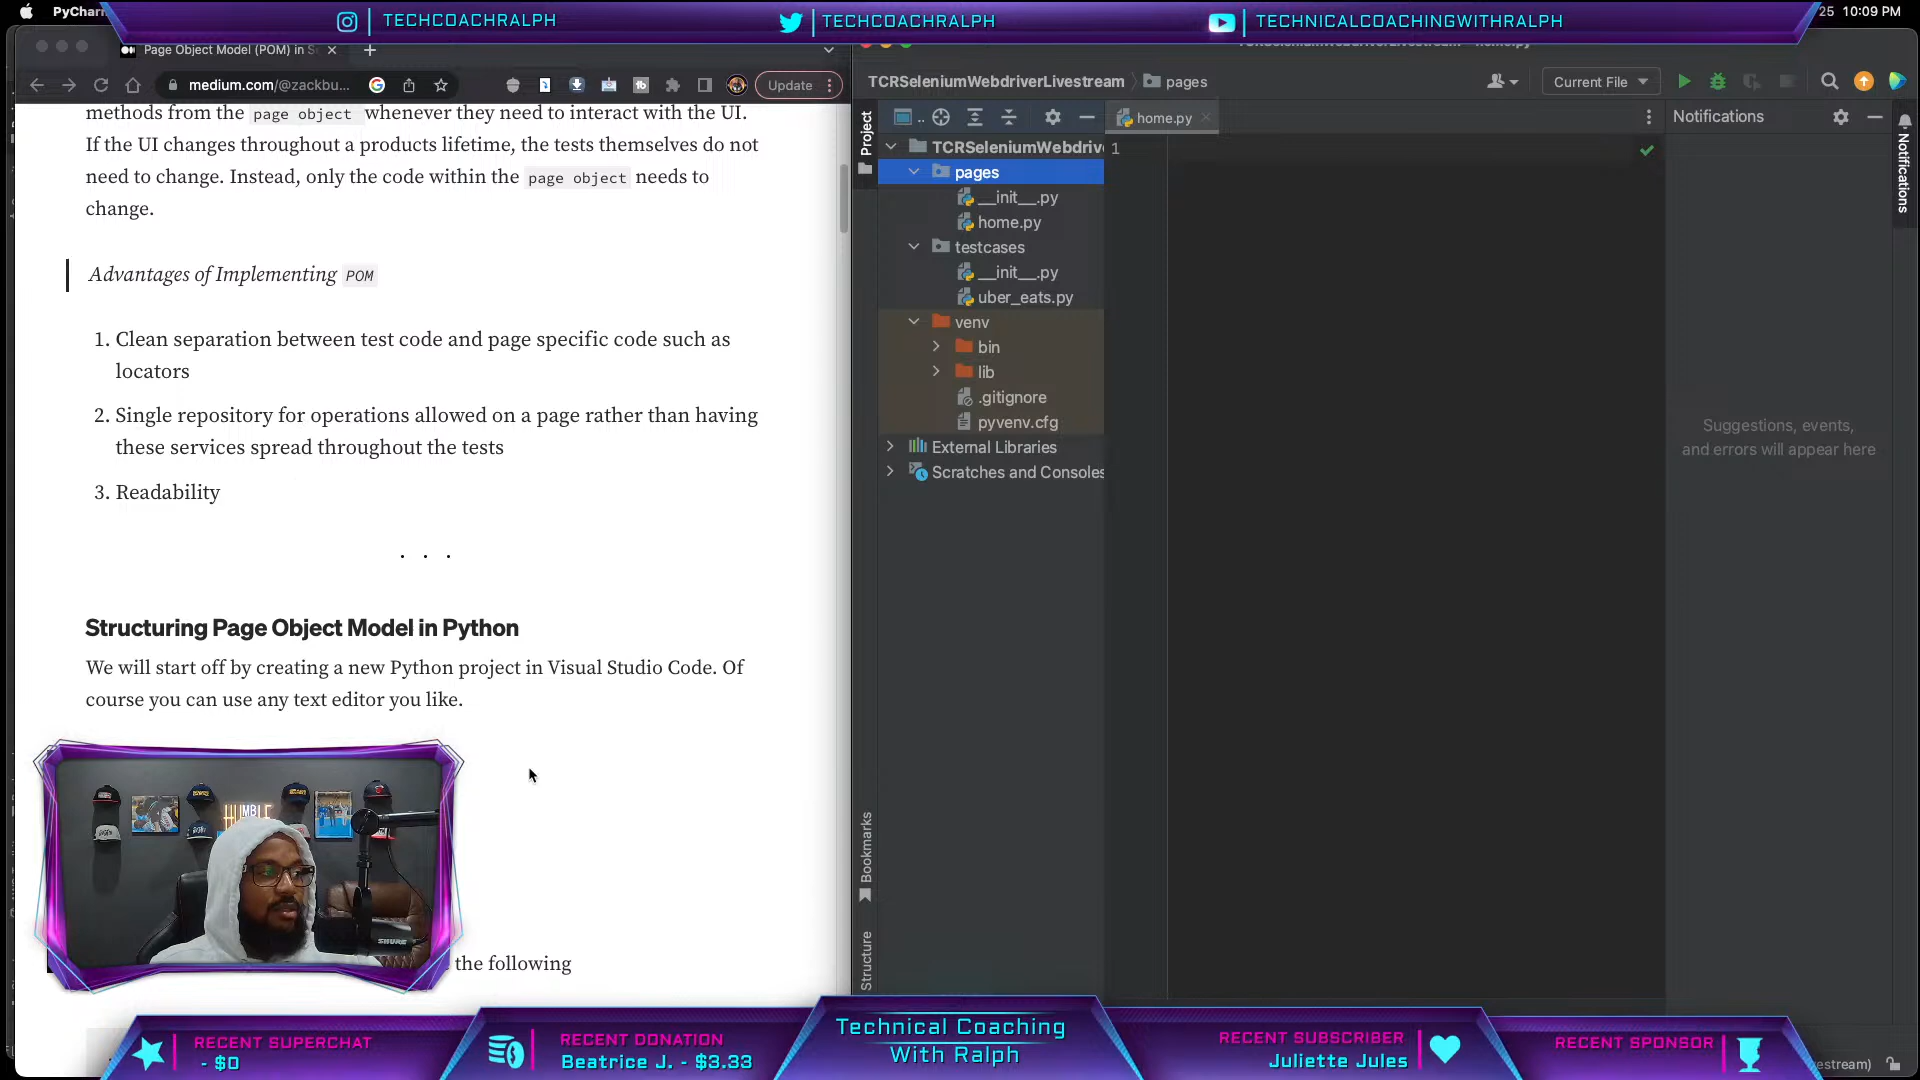 PyCharm
TECHCOACHRALPH
TECHCOACHRALPH
TECHNICALCOACHINGWITHRALPH
25 10:09 PM
Page Object Model (POM) in S
medium.com/@zackbu...
Update
methods from the page object whenever they need to interact with the UI.
If the UI changes throughout a products lifetime, the tests themselves do not
need to change. Instead, only the code within the page object needs to
change.
Advantages of Implementing POM
1. Clean separation between test code and page specific code such as
locators
2. Single repository for operations allowed on a page rather than having
these services spread throughout the tests
3. Readability
. . .
Structuring Page Object Model in Python
We will start off by creating a new Python project in Visual Studio Code. Of
course you can use any text editor you like.
HUMBLE
SHURE
the following
TCRSeleniumWebdriverLivestream
pages
Current File
Project
..
home.py
Notifications
TCRSeleniumWebdriv
1
pages
__init__.py
home.py
testcases
__init__.py
uber_eats.py
venv
bin
lib
.gitignore
pyvenv.cfg
External Libraries
Scratches and Consoles
Suggestions, events,
and errors will appear here
Notifications
Bookmarks
Structure
RECENT SUPERCHAT
- $0
RECENT DONATION
Beatrice J. - $3.33
Technical Coaching
With Ralph
RECENT SUBSCRIBER
Juliette Jules
RECENT SPONSOR
estream)